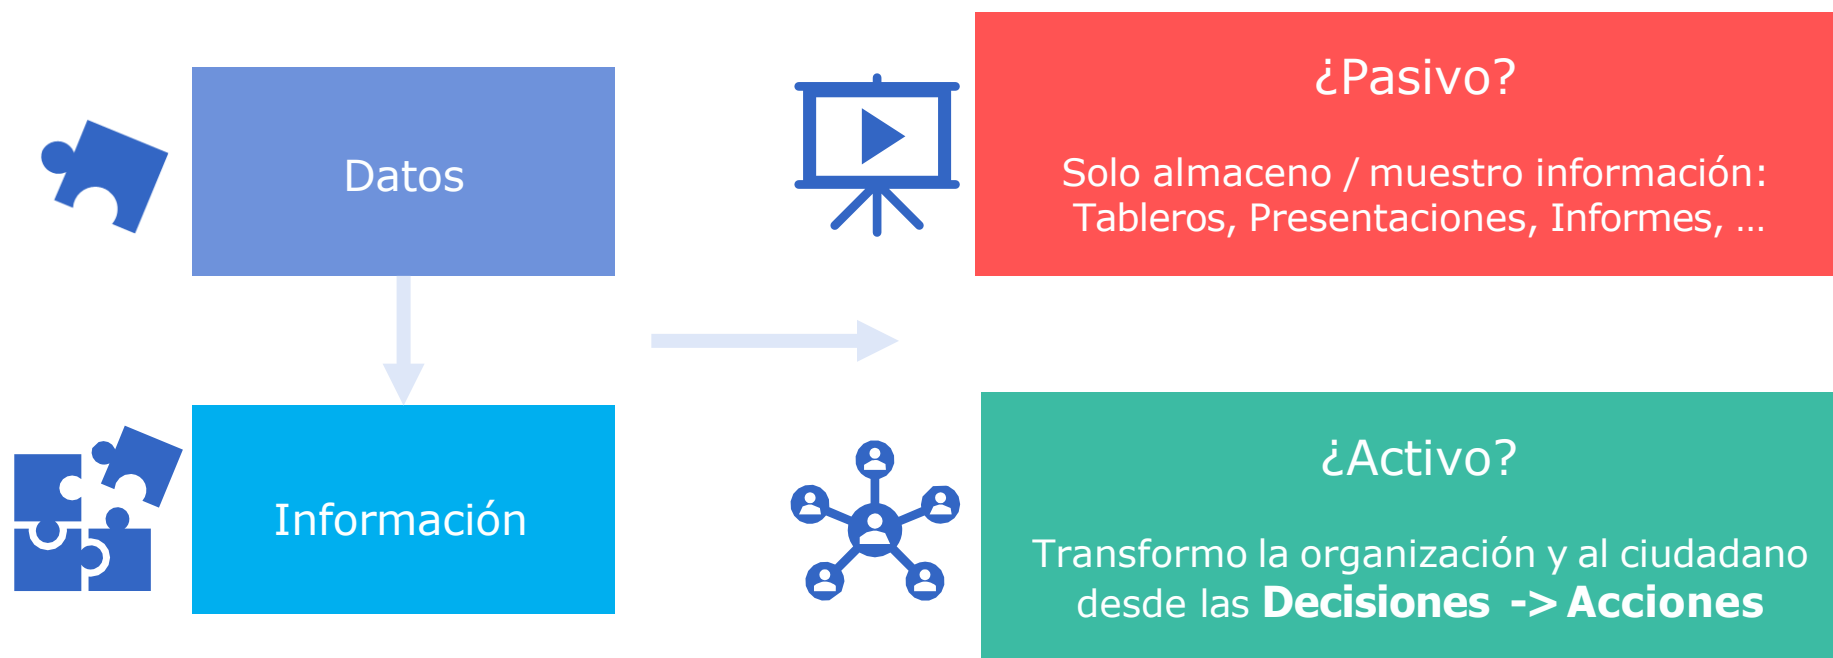 Datos
Información
¿Pasivo?
Solo almaceno / muestro información:
Tableros, Presentaciones, Informes, ...
¿Activo?
Transformo la organización y al ciudadano
desde las Decisiones -> Acciones